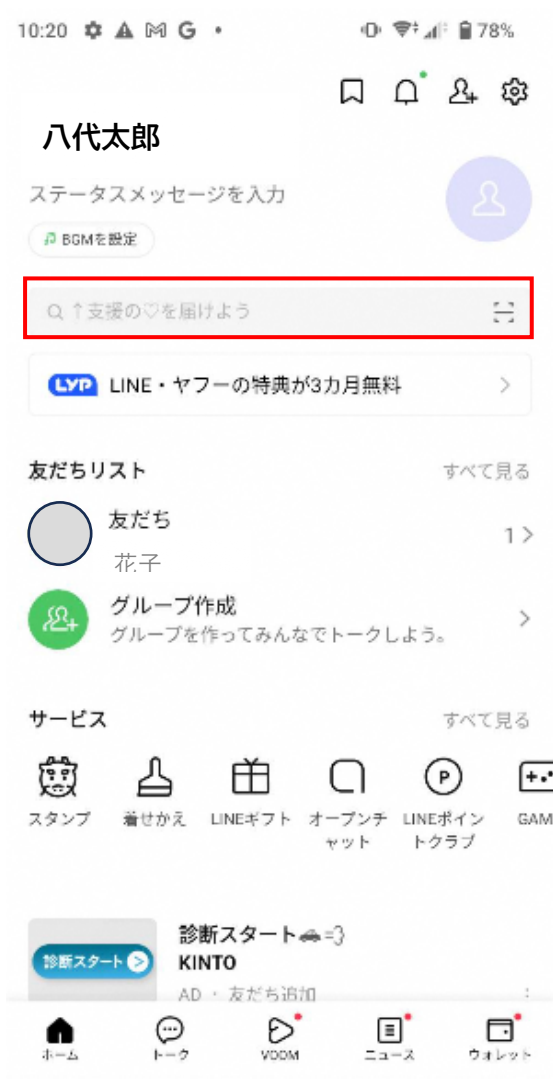 10:20 G 78%
八代太郎
ステータスメッセージを入力
BGMを設定
↑支援の♡を届けよう
LYP LINE・ヤフーの特典が3カ月無料
友だちリスト すべて見る
友だち
1
花子
グループ作成
グループを作ってみんなでトークしよう。
サービス すべて見る
スタンプ 着せかえ LINEギフト オープンチャット LINEポイントクラブ GAM
診断スタート
診断スタート🚗💨
KINTO
AD · 友だち追加
ホーム トーク VOOM ニュース ウォレット